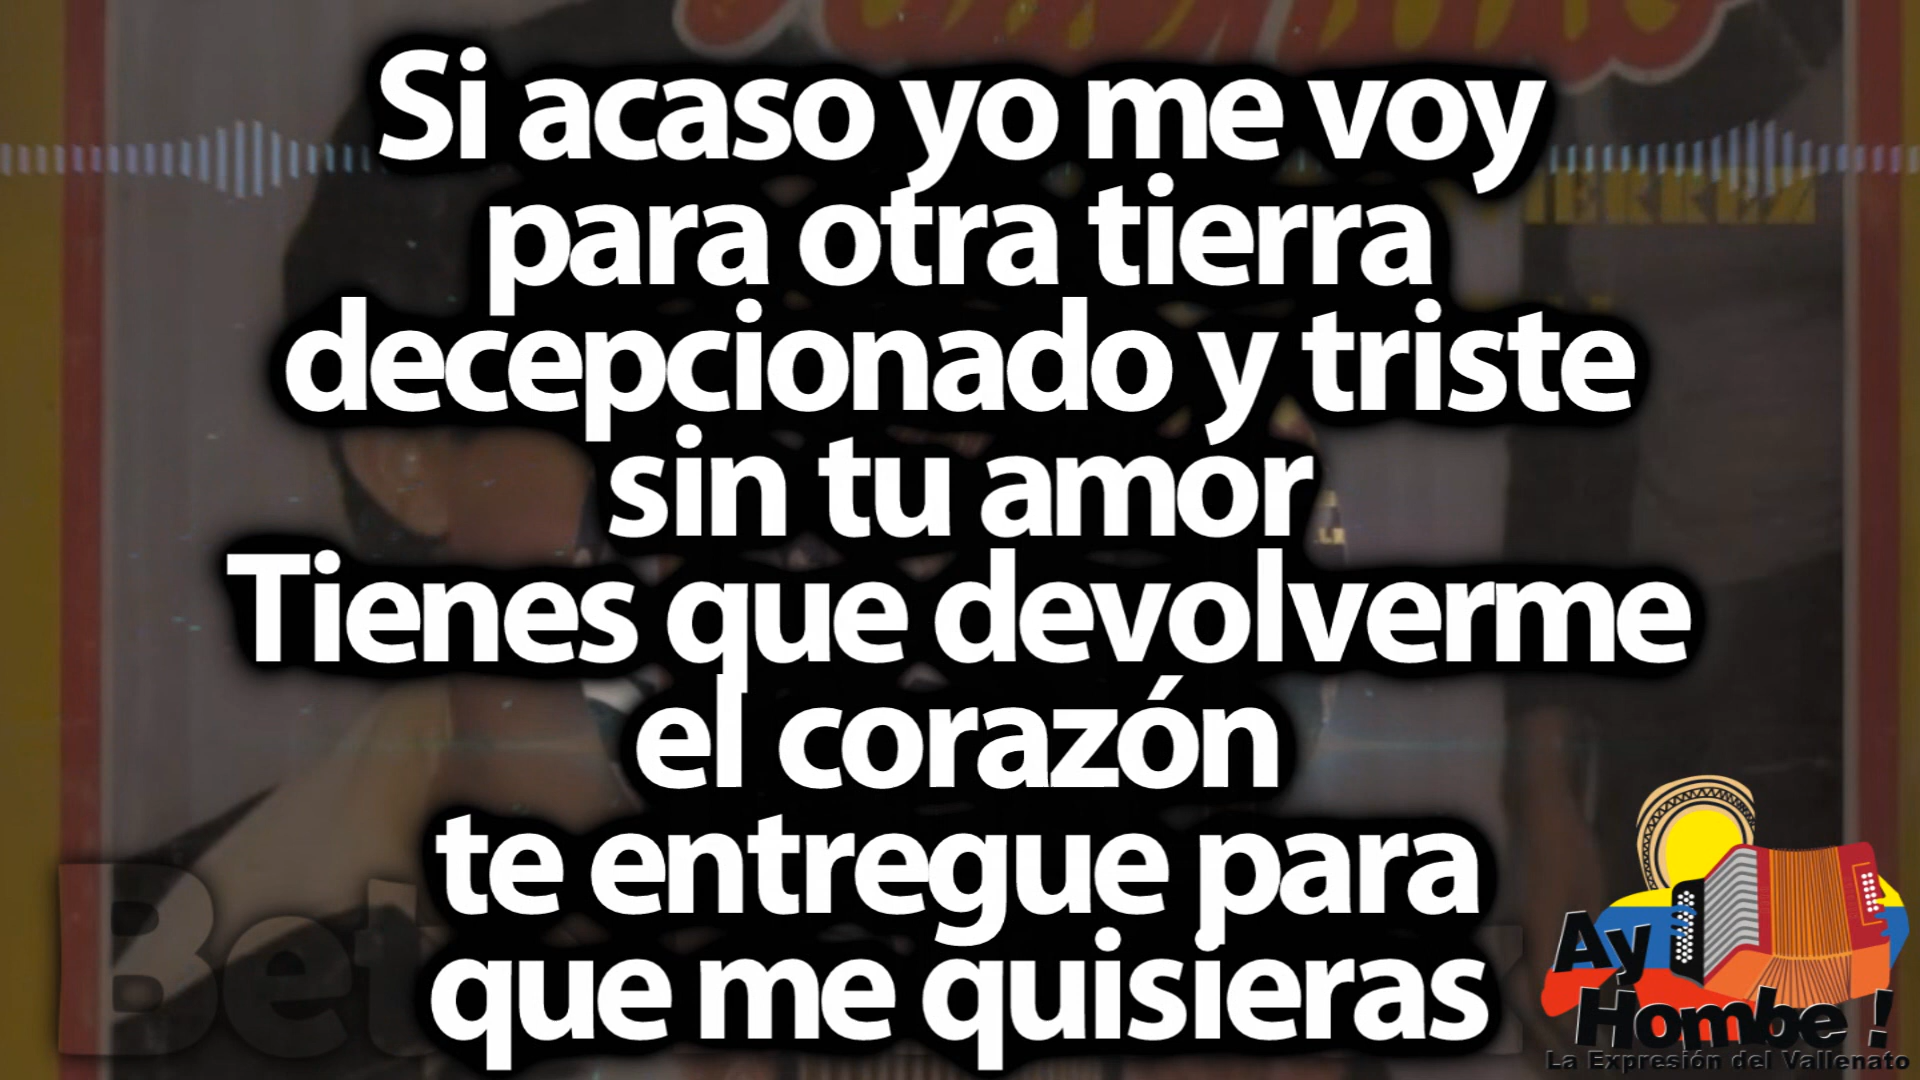 Si acaso yo me voy
para otra tierra
decepcionado y triste
sin tu amor
Tienes que devolverme
el corazón
te entregue para
que me quisieras
Ay
Hombe !
La Expresión del Vallenato